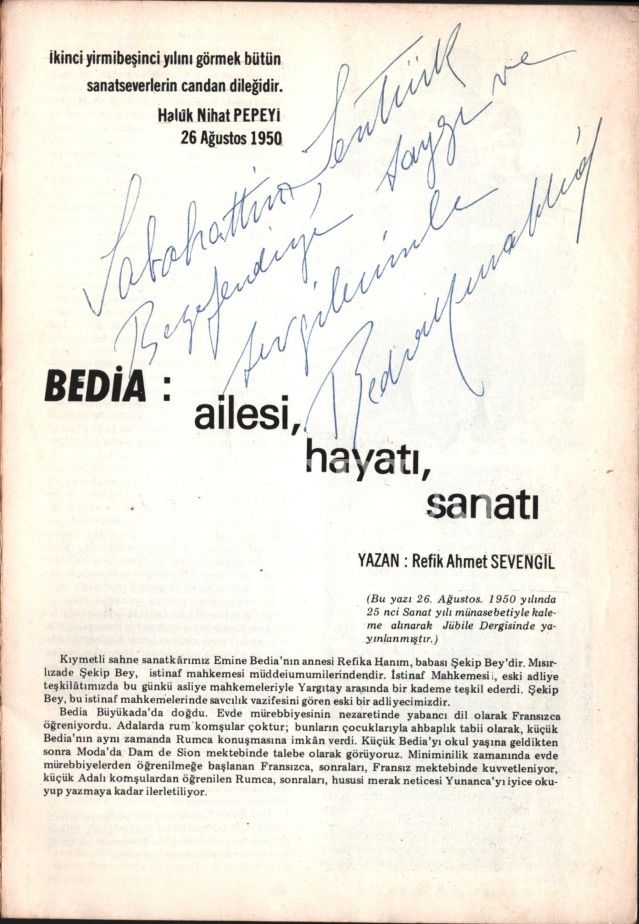 İkinci yirmibeşinci yılını görmek bütün
sanatseverlerin candan dileğidir.
Halûk Nihat PEPEYİ
26 Ağustos 1950
Sabahattin Şentürk
Beyefendiye saygı ve
sevgilerimle
BEDİA :
ailesi,
hayatı,
sanatı
YAZAN : Refik Ahmet SEVENGİL
(Bu yazı 26. Ağustos. 1950 yılında
25 nci Sanat yılı münasebetiyle kale-
me alınarak Jübile Dergisinde ya-
yınlanmıştır.)
Kıymetli sahne sanatkârımız Emine Bedia'nın annesi Refika Hanım, babası Şekip Bey'dir. Mısır-
lızade Şekip Bey, istinaf mahkemesi müddeiumumilerindendir. İstinaf Mahkemesi, eski adliye
teşkilâtımızda bu günkü asliye mahkemeleriyle Yargıtay arasında bir kademe teşkil ederdi. Şekip
Bey, bu istinaf mahkemelerinde savcılık vazifesini gören eski bir adliyecimizdir.
Bedia Büyükada'da doğdu. Evde mürebbiyesinin nezaretinde yabancı dil olarak Fransızca
öğreniyordu. Adalarda rum komşular çoktur; bunların çocuklarıyla ahbaplık tabii olarak, küçük
Bedia'nın aynı zamanda Rumca konuşmasına imkân verdi. Küçük Bedia'yı okul yaşına geldikten
sonra Moda'da Dam de Sion mektebinde talebe olarak görüyoruz. Miniminilik zamanında evde
mürebbiyelerden öğrenilmeğe başlanan Fransızca, sonraları, Fransız mektebinde kuvvetleniyor,
küçük Adalı komşulardan öğrenilen Rumca, sonraları, hususi merak neticesi Yunanca'yı iyice oku-
yup yazmaya kadar ilerletiliyor.